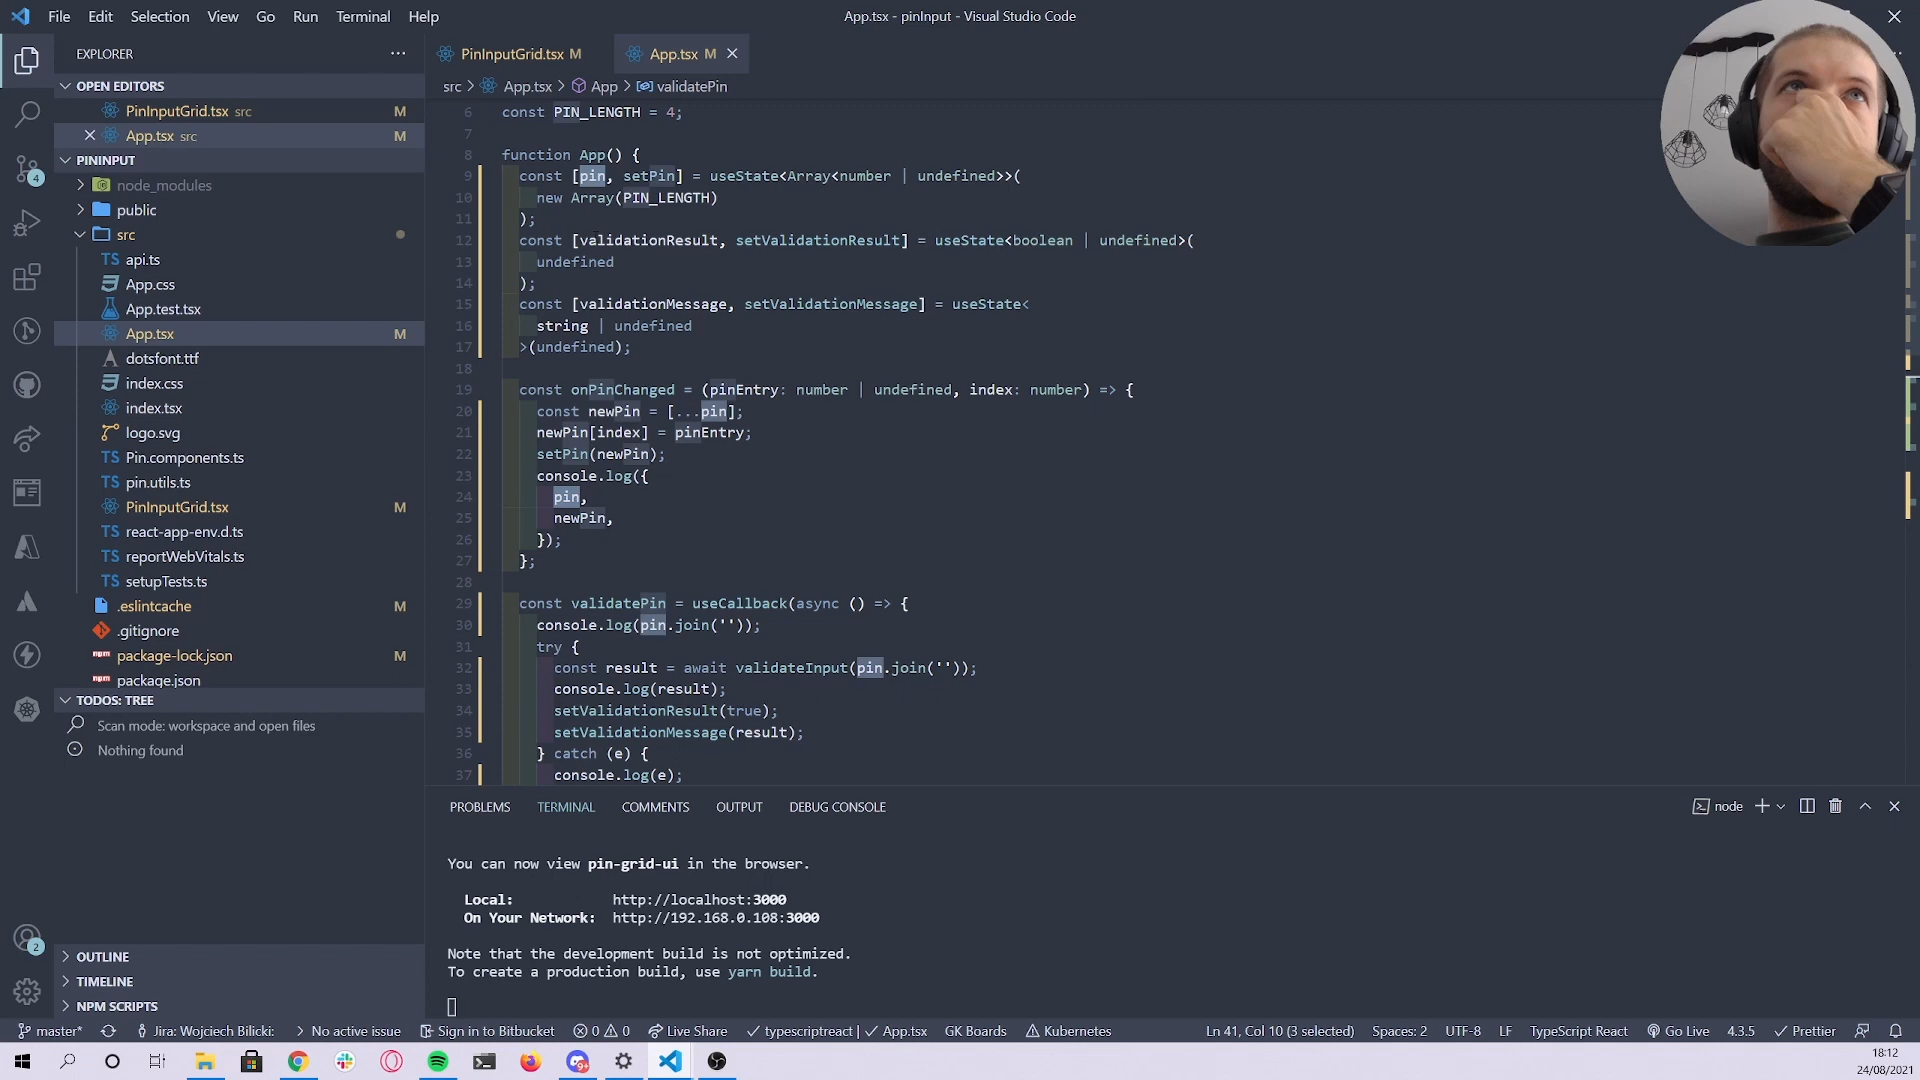 File Edit Selection View Go Run Terminal Help
App.tsx - pinInput - Visual Studio Code
EXPLORER
OPEN EDITORS
PinInputGrid.tsx src M
App.tsx src M
PININPUT
node_modules
public
src
TS api.ts
App.css
App.test.tsx
App.tsx M
dotsfont.ttf
index.css
index.tsx
logo.svg
TS Pin.components.ts
TS pin.utils.ts
PinInputGrid.tsx M
TS react-app-env.d.ts
TS reportWebVitals.ts
TS setupTests.ts
.eslintcache M
.gitignore
package-lock.json M
package.json
TODOS: TREE
Scan mode: workspace and open files
Nothing found
OUTLINE
TIMELINE
NPM SCRIPTS
4
2
PinInputGrid.tsx M
App.tsx M
src > App.tsx > App > validatePin
6 const PIN_LENGTH = 4;
7
8 function App() {
9 const [pin, setPin] = useState<Array<number | undefined>>(
10 new Array(PIN_LENGTH)
11 );
12 const [validationResult, setValidationResult] = useState<boolean | undefined>(
13 undefined
14 );
15 const [validationMessage, setValidationMessage] = useState<
16 string | undefined
17 >(undefined);
18
19 const onPinChanged = (pinEntry: number | undefined, index: number) => {
20 const newPin = [...pin];
21 newPin[index] = pinEntry;
22 setPin(newPin);
23 console.log({
24 pin,
25 newPin,
26 });
27 };
28
29 const validatePin = useCallback(async () => {
30 console.log(pin.join(''));
31 try {
32 const result = await validateInput(pin.join(''));
33 console.log(result);
34 setValidationResult(true);
35 setValidationMessage(result);
36 } catch (e) {
37 console.log(e);
PROBLEMS TERMINAL COMMENTS OUTPUT DEBUG CONSOLE
node
You can now view pin-grid-ui in the browser.
Local: http://localhost:3000
On Your Network: http://192.168.0.108:3000
Note that the development build is not optimized.
To create a production build, use yarn build.
master* Jira: Wojciech Bilicki: No active issue Sign in to Bitbucket 0 0 Live Share typescriptreact | App.tsx GK Boards Kubernetes Ln 41, Col 10 (3 selected) Spaces: 2 UTF-8 LF TypeScript React Go Live 4.3.5 Prettier
9+
18:12
24/08/2021